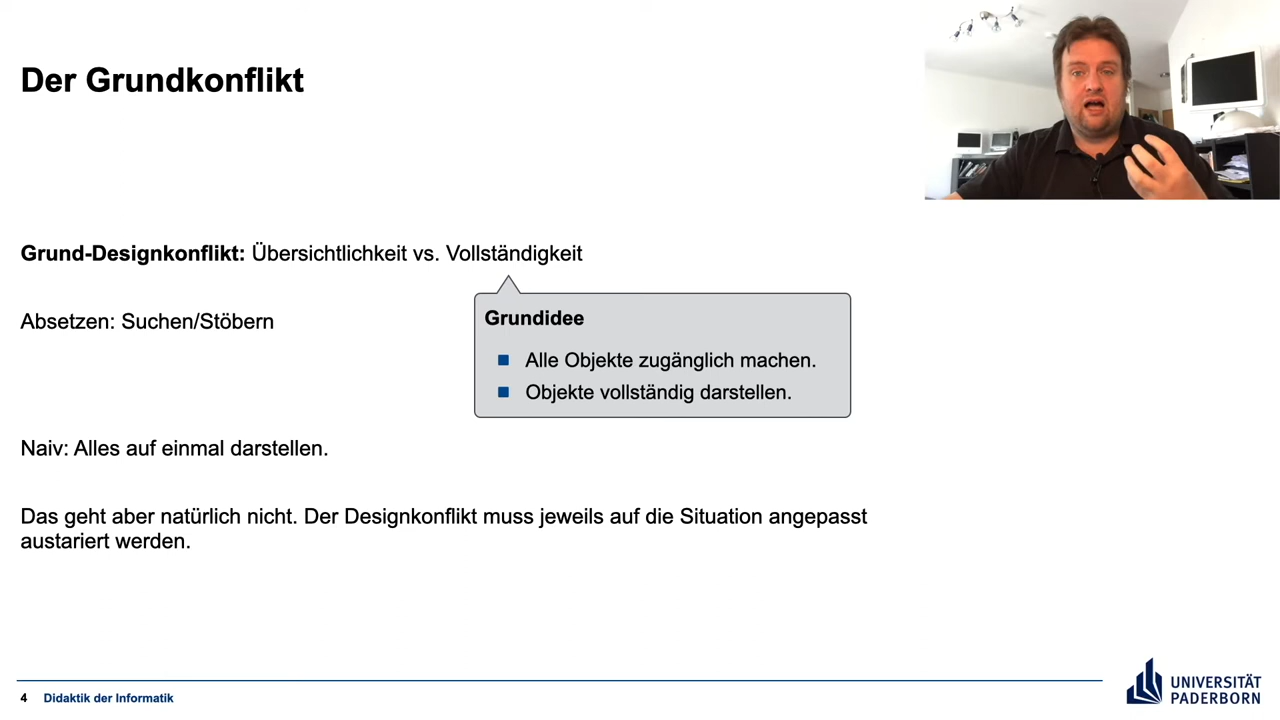 Der Grundkonflikt
Grund-Designkonflikt: Übersichtlichkeit vs. Vollständigkeit
Absetzen: Suchen/Stöbern
Grundidee
Alle Objekte zugänglich machen.
Objekte vollständig darstellen.
Naiv: Alles auf einmal darstellen.
Das geht aber natürlich nicht. Der Designkonflikt muss jeweils auf die Situation angepasst
austariert werden.
4 Didaktik der Informatik
UNIVERSITÄT
PADERBORN